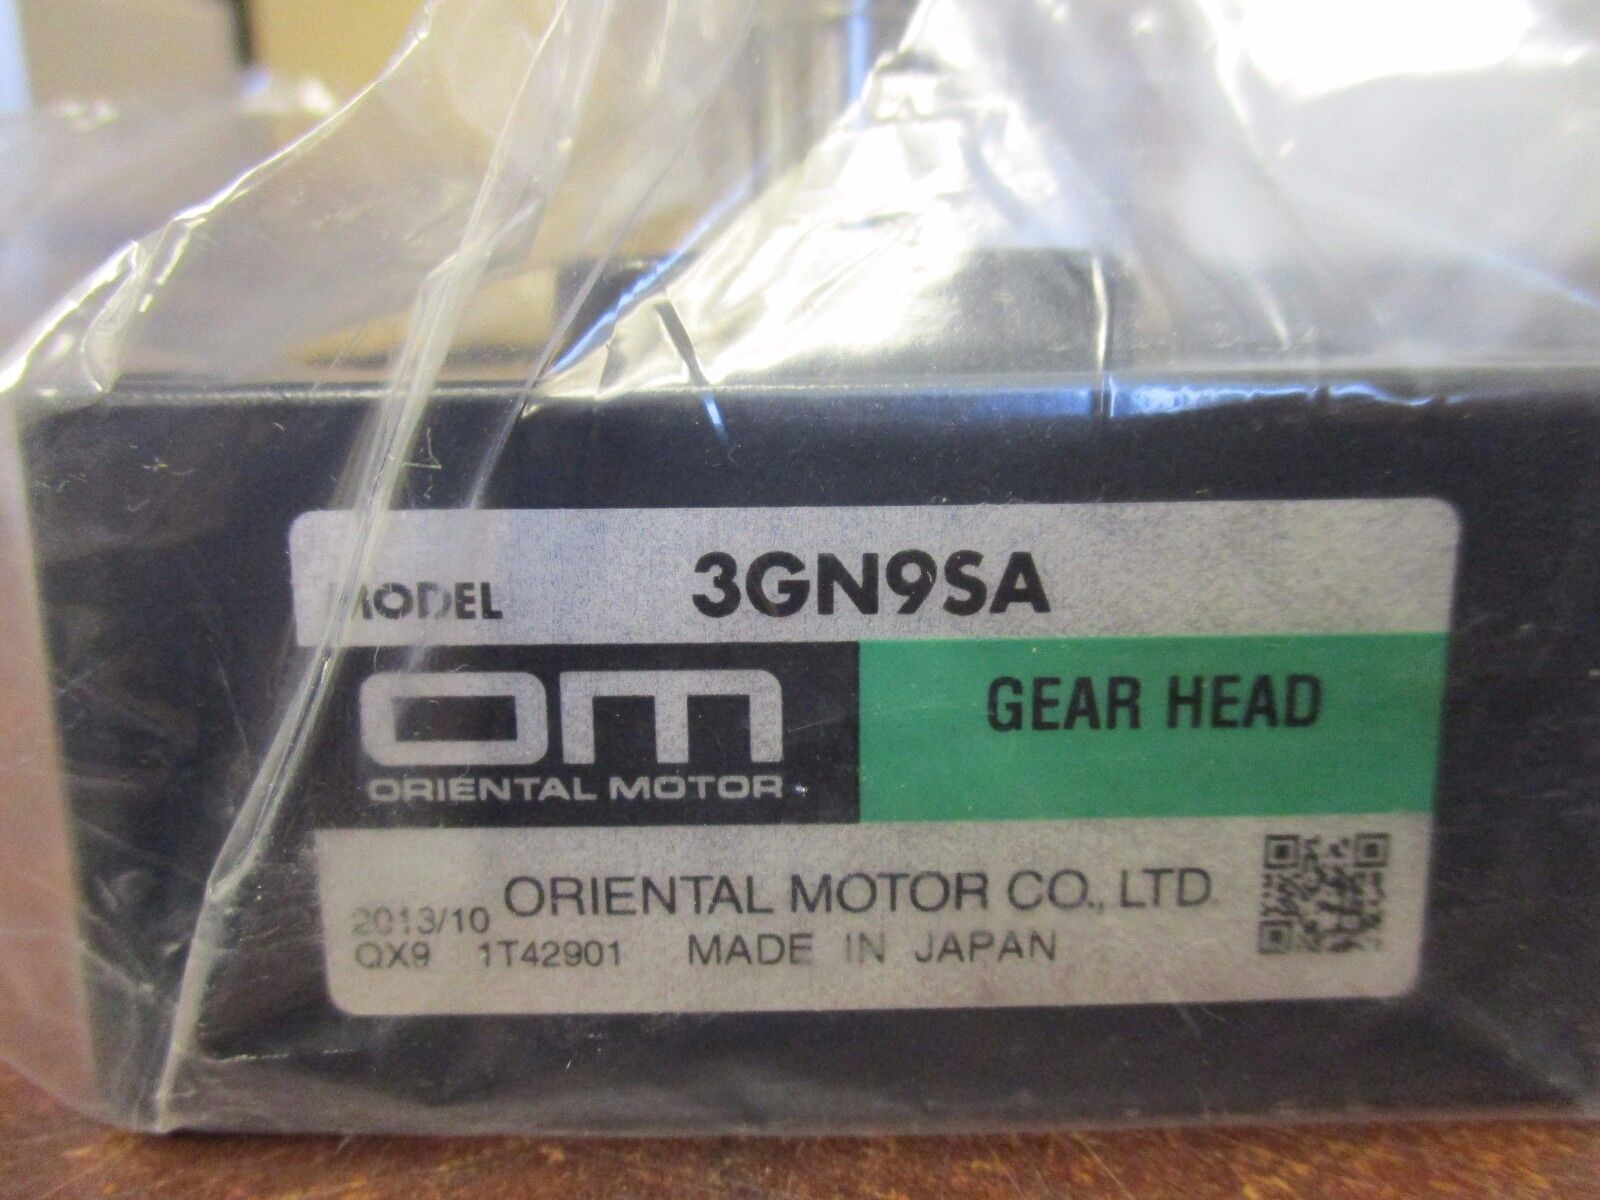 MODEL 3GN9SA
om
ORIENTAL MOTOR
GEAR HEAD
2013/10 ORIENTAL MOTOR CO., LTD.
QX9 1T42901 MADE IN JAPAN